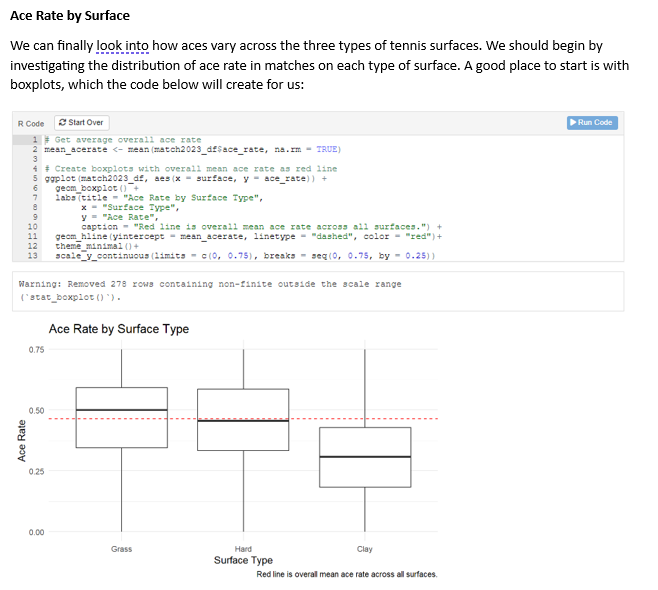 Ace Rate by Surface
We can finally look into how aces vary across the three types of tennis surfaces. We should begin by
investigating the distribution of ace rate in matches on each type of surface. A good place to start is with
boxplots, which the code below will create for us:
R Code Start Over Run Code
1 # Get average overall ace rate
2 mean_acerate <- mean(match2023_df$ace_rate, na.rm = TRUE)
3
4 # Create boxplots with overall mean ace rate as red line
5 ggplot(match2023_df, aes(x = surface, y = ace_rate)) +
6 geom_boxplot() +
7 labs(title = "Ace Rate by Surface Type",
8 x = "Surface Type",
9 y = "Ace Rate",
10 caption = "Red line is overall mean ace rate across all surfaces.") +
11 geom_hline(yintercept = mean_acerate, linetype = "dashed", color = "red")+
12 theme_minimal()+
13 scale_y_continuous(limits = c(0, 0.75), breaks = seq(0, 0.75, by = 0.25))
Warning: Removed 278 rows containing non-finite outside the scale range
(`stat_boxplot()`).
Ace Rate by Surface Type
0.75
0.50
Ace Rate
0.25
0.00
Grass Hard Clay
Surface Type
Red line is overall mean ace rate across all surfaces.